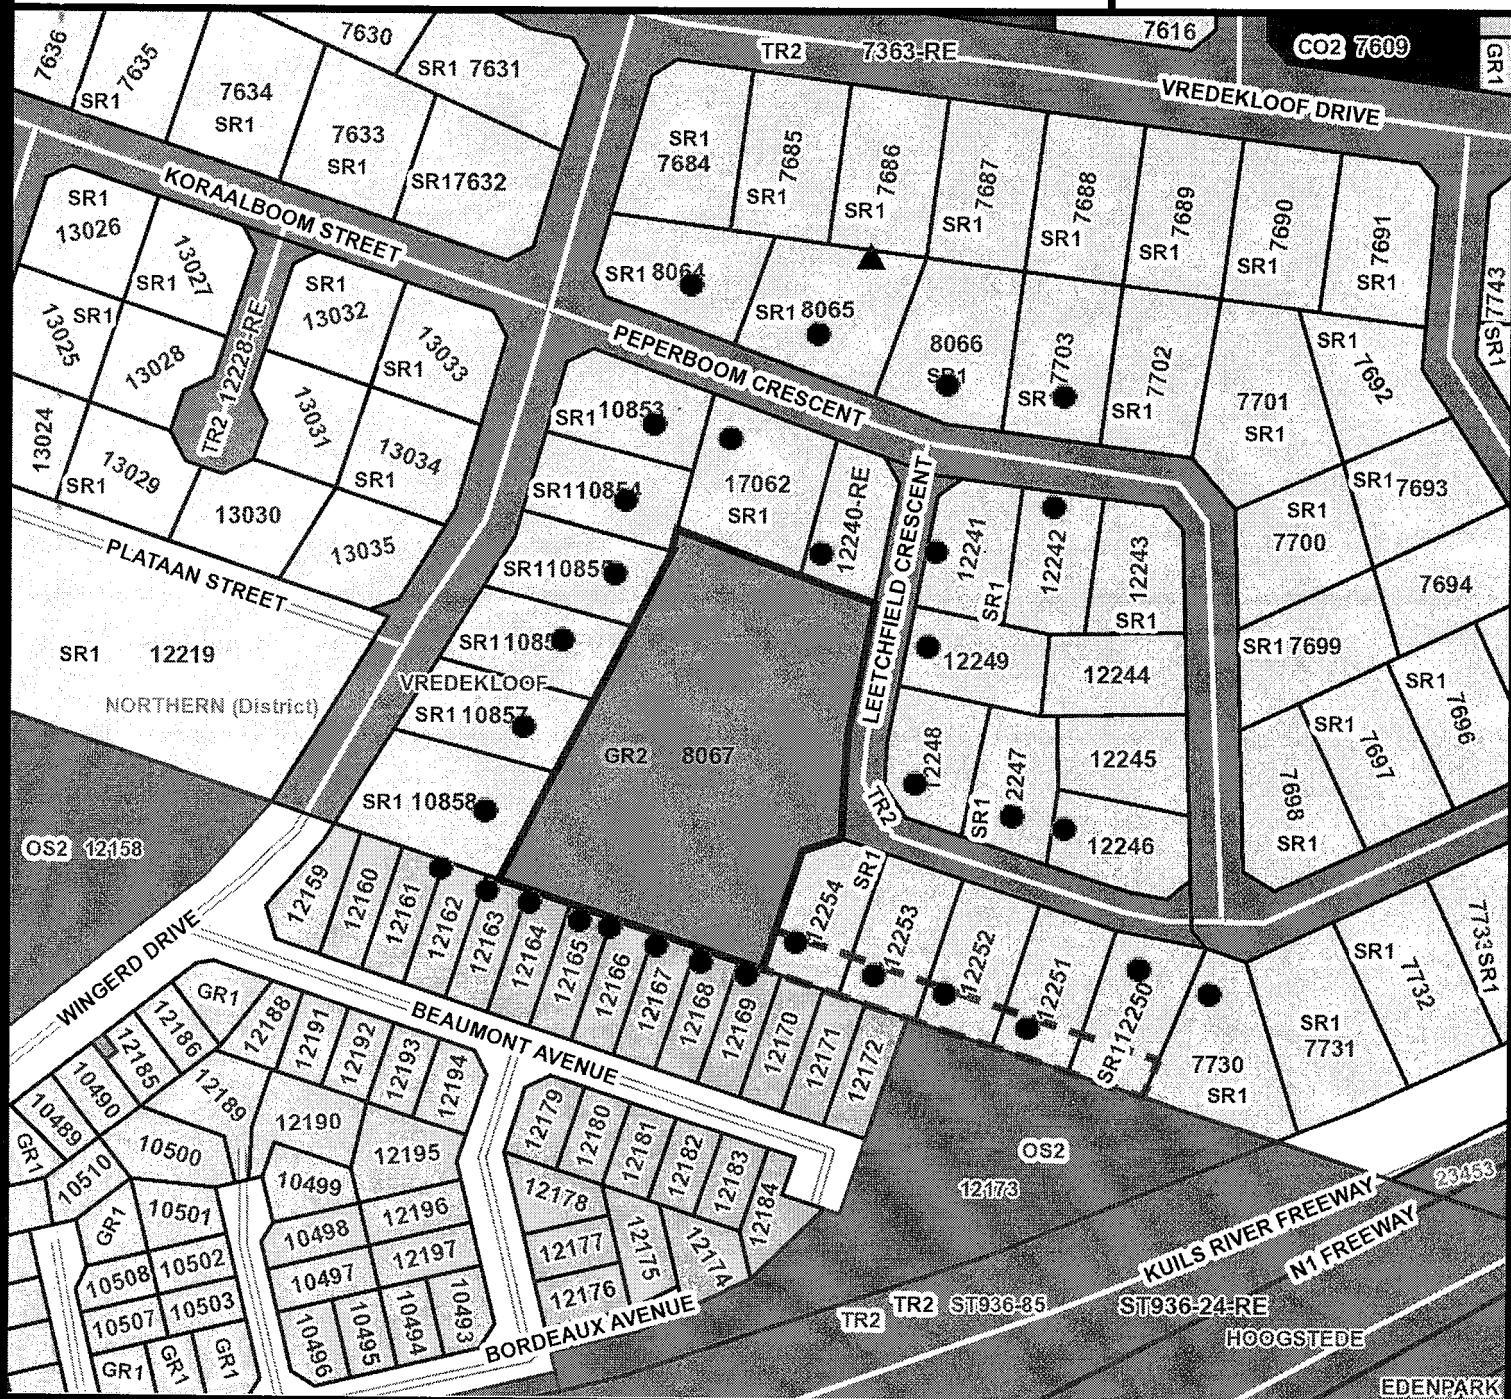 7636
SR1 7635
7634
SR1
7630
SR1 7631
7633
SR1
SR1 7632
TR2 7363-RE
7616
CO2 7609
GR1
VREDEKLOOF DRIVE
KORAALBOOM STREET
SR1
7684
SR1 7685
SR1 7686
SR1 7687
SR1 7688
SR1 7689
SR1 7690
7691
SR1
SR1 7743
SR1
13026
SR1 13027
SR1
13025
13028
TR2 12228-RE
SR1
13032
SR1 13033
13024
SR1 13029
13031
13034
SR1
13030
13035
PLATAAN STREET
SR1 8064
SR1 8065
8066
SR1
SR1 7703
SR1 7702
7701
SR1
SR1 7692
SR1 7693
SR1
7700
7694
SR1 7699
SR1 7696
SR1 7697
7698
SR1
PEPERBOOM CRESCENT
SR1 10853
SR1 10854
SR1 10855
SR1 1085
SR1 10857
SR1 10858
17062
SR1
12240-RE
LEETCHFIELD CRESCENT
TR2
12241
SR1
12242
12243
SR1
12249
12244
12248
SR1 12247
12245
12246
SR1 12219
NORTHERN (District)
VREDEKLOOF
GR2 8067
OS2 12158
WINGERD DRIVE
12159
12160
12161
12162
12163
12164
12165
12166
12167
12168
12169
12170
12171
12172
12254
SR1
12253
12252
12251
SR1 12250
7730
SR1
SR1
7731
SR1 7732
7733 SR1
BEAUMONT AVENUE
GR1
12186
12185
10490
10489
GR1
12188
12191
12192
12193
12194
12189
12190
12195
10500
10510
10499
GR1
10501
10498
12196
10508
10502
10497
12197
10507
10503
10496
10495
10494
10493
GR1
GR1
GR1
12179
12180
12181
12182
12183
12184
12178
12177
12176
12175
12174
BORDEAUX AVENUE
OS2
12173
23453
KUILS RIVER FREEWAY
N1 FREEWAY
TR2
TR2 ST936-85
ST936-24-RE
HOOGSTEDE
EDENPARK